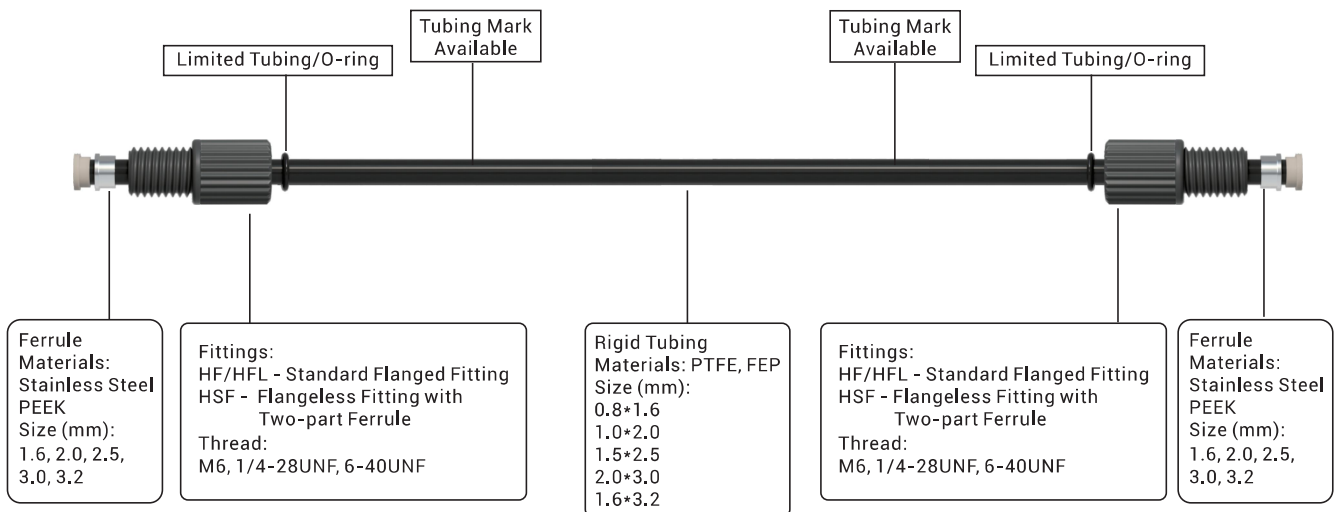 Tubing Mark
Available
Tubing Mark
Available
Limited Tubing/O-ring
Limited Tubing/O-ring
Ferrule
Materials:
Stainless Steel
PEEK
Size (mm):
1.6, 2.0, 2.5,
3.0, 3.2
Fittings:
HF/HFL - Standard Flanged Fitting
HSF - Flangeless Fitting with
Two-part Ferrule
Thread:
M6, 1/4-28UNF, 6-40UNF
Rigid Tubing
Materials: PTFE, FEP
Size (mm):
0.8*1.6
1.0*2.0
1.5*2.5
2.0*3.0
1.6*3.2
Fittings:
HF/HFL - Standard Flanged Fitting
HSF - Flangeless Fitting with
Two-part Ferrule
Thread:
M6, 1/4-28UNF, 6-40UNF
Ferrule
Materials:
Stainless Steel
PEEK
Size (mm):
1.6, 2.0, 2.5,
3.0, 3.2